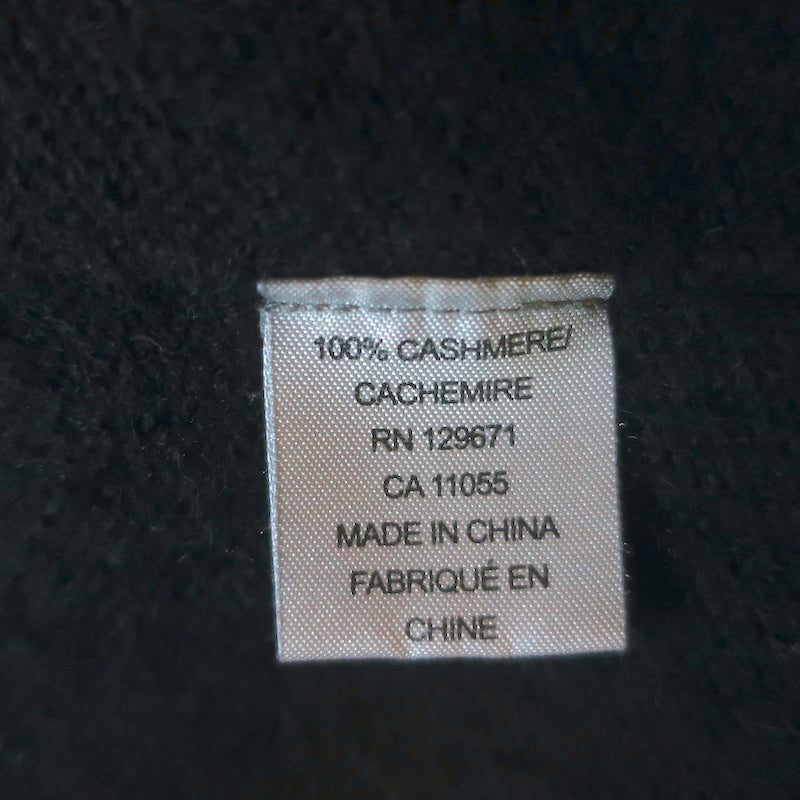 100% CASHMERE/
CACHEMIRE
RN 129671
CA 11055
MADE IN CHINA
FABRIQUÉ EN
CHINE